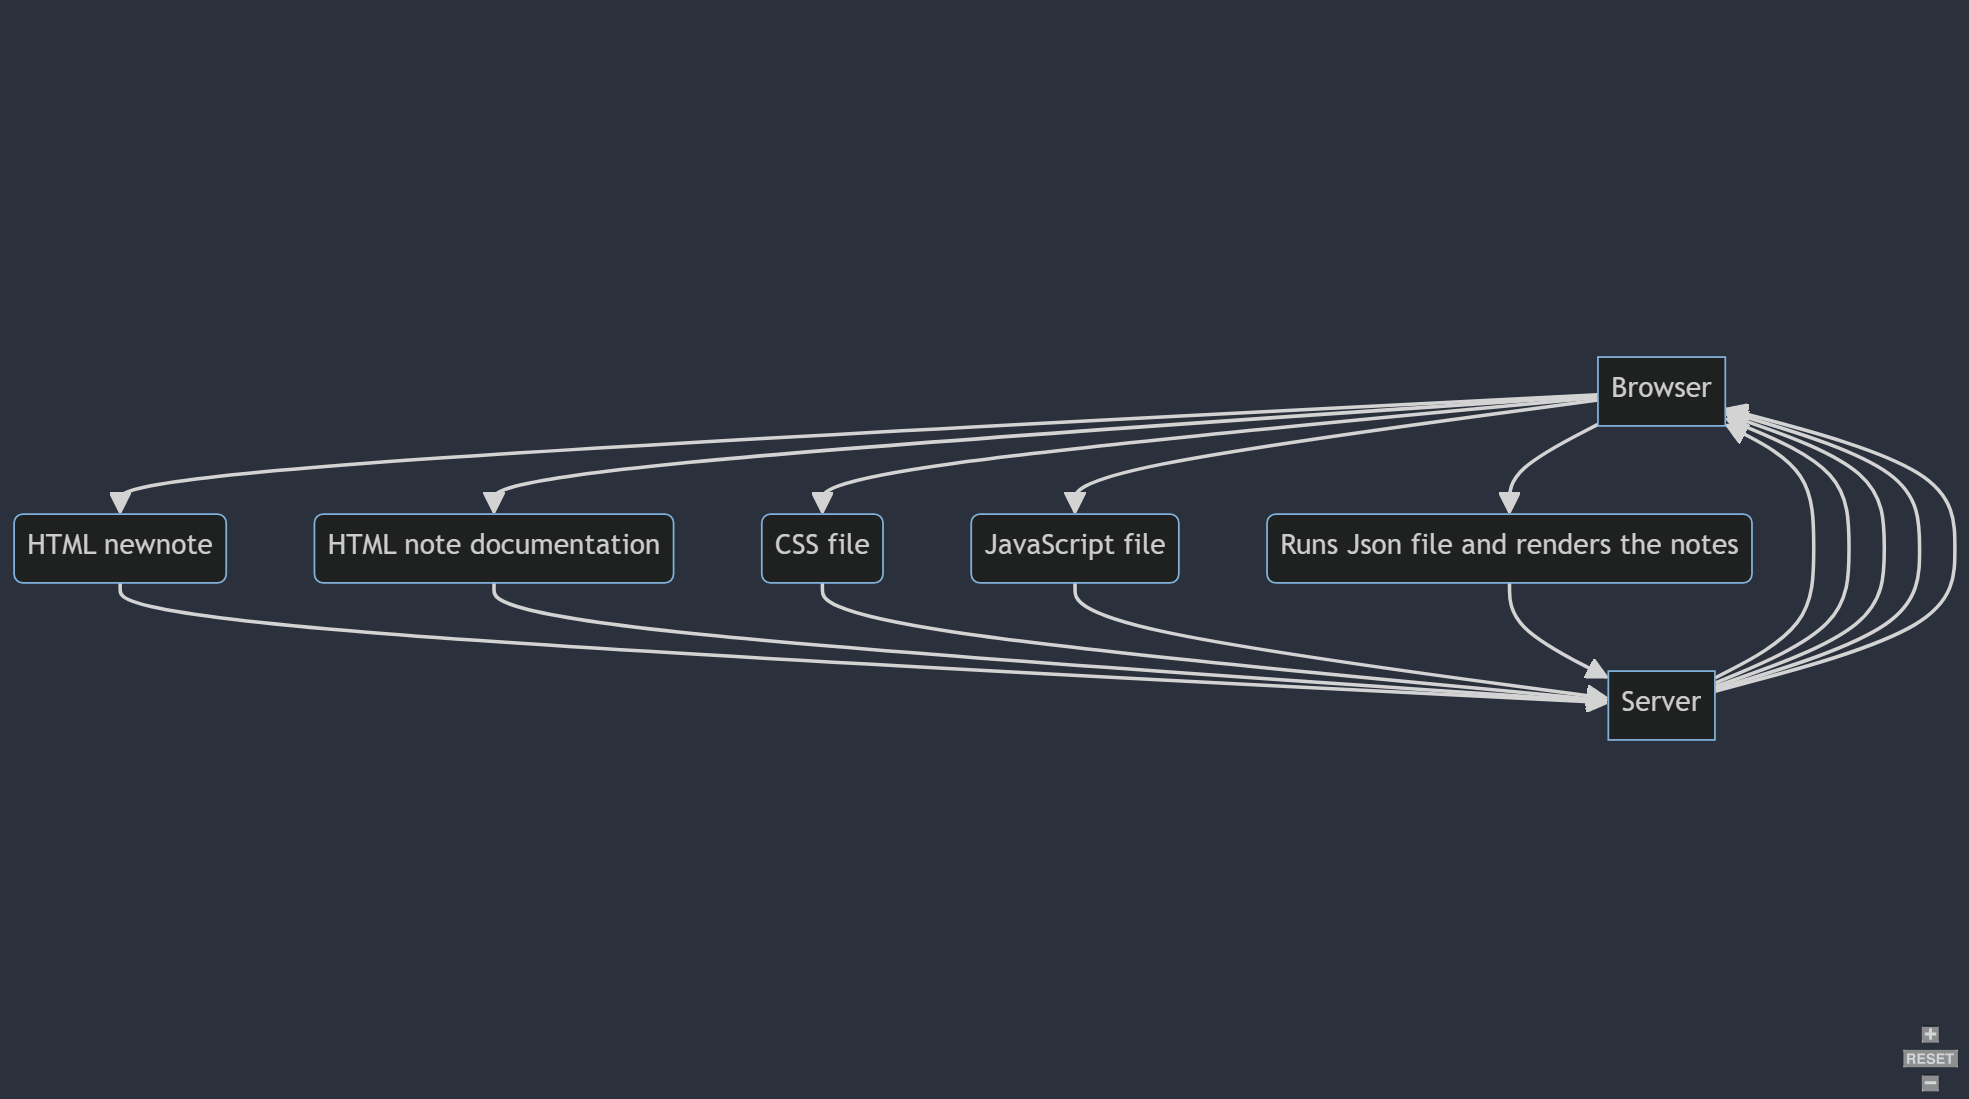 Browser
HTML newnote
HTML note documentation
CSS file
JavaScript file
Runs Json file and renders the notes
Server
+
RESET
−